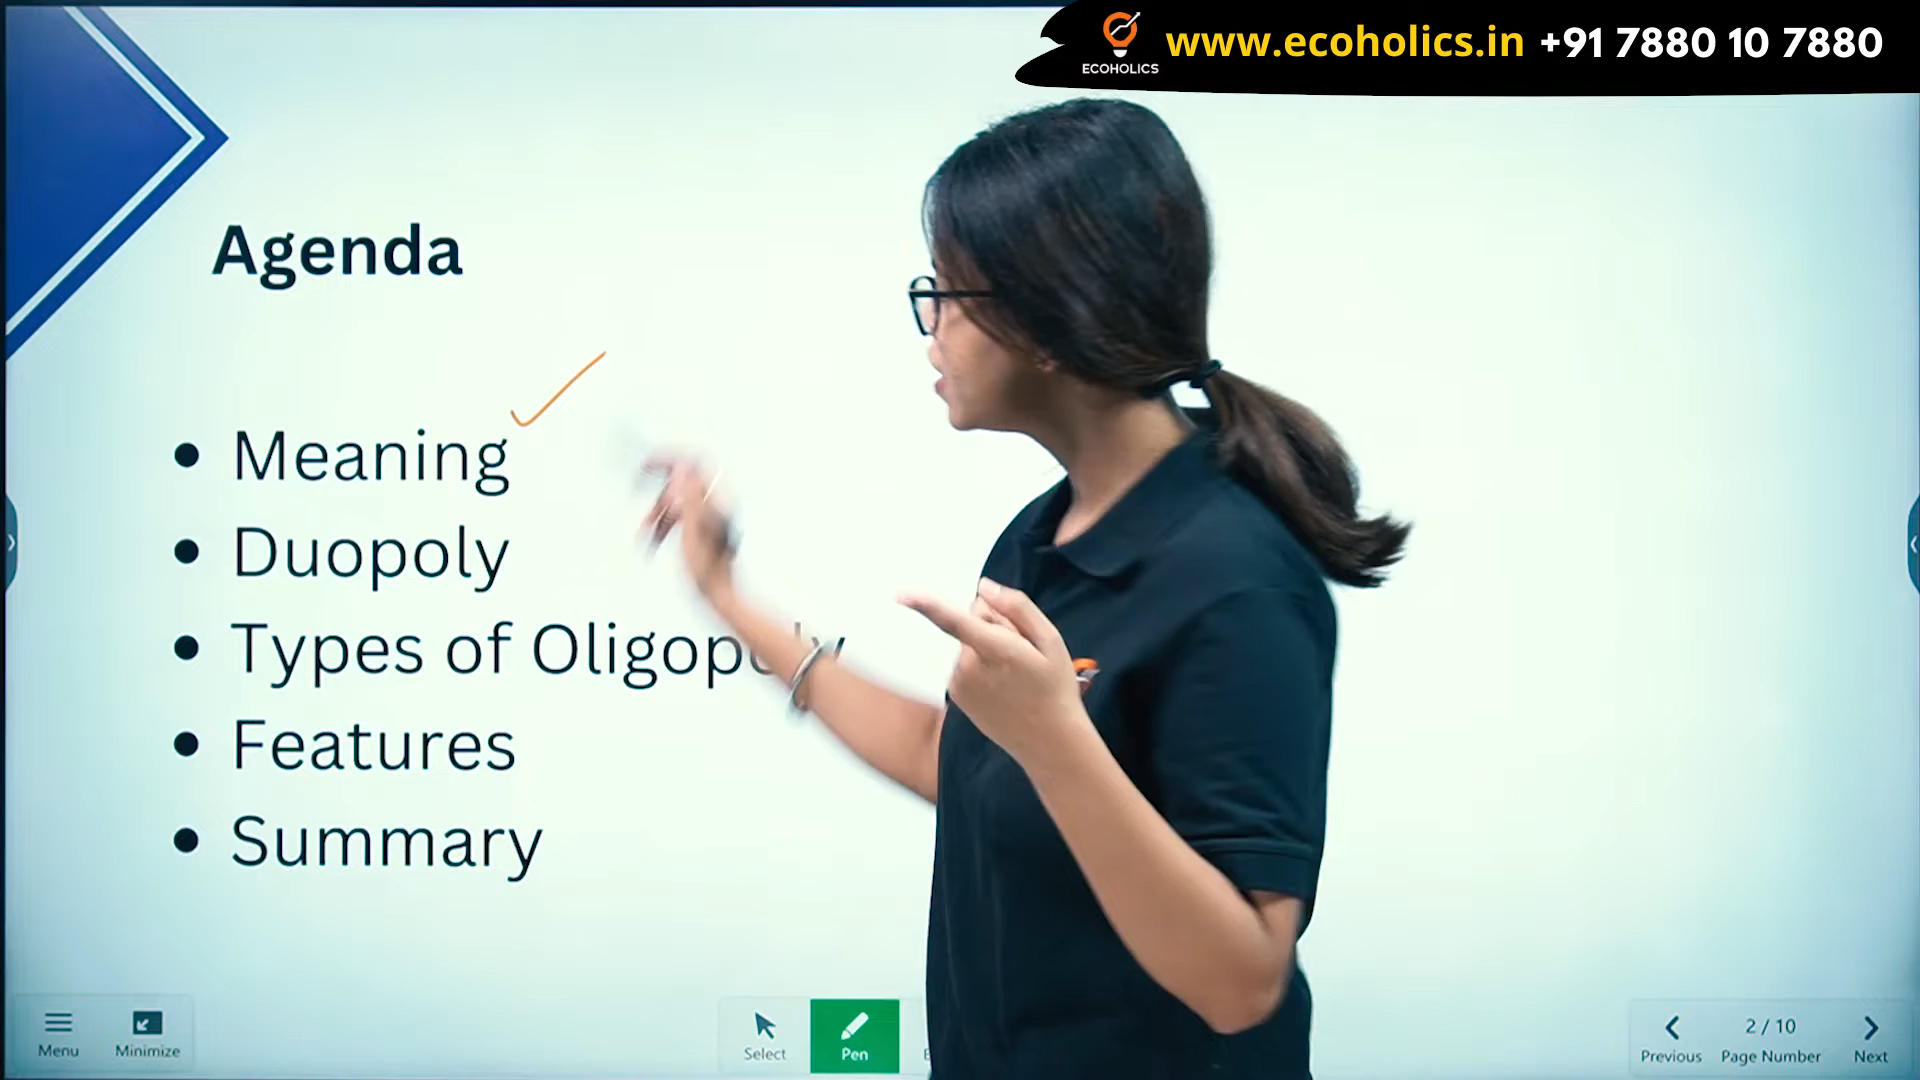 www.ecoholics.in +91 7880 10 7880
ECOHOLICS
Agenda
• Meaning
• Duopoly
• Types of Oligopoly
• Features
• Summary
Menu
Minimize
Select
Pen
2 / 10
Previous
Page Number
Next